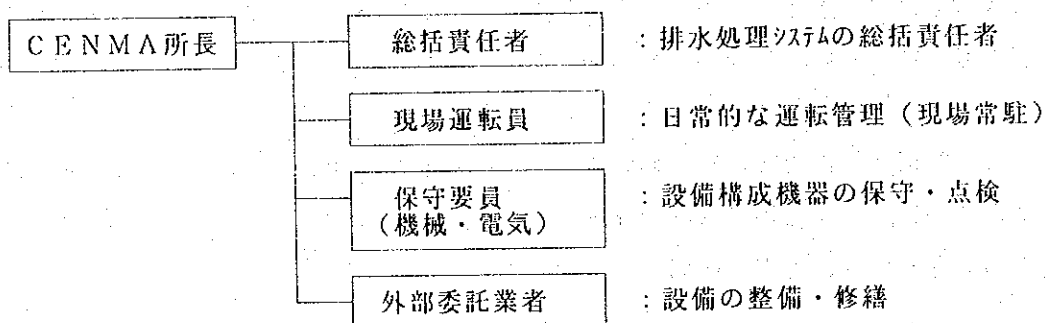 CENMA所長
総括責任者 :排水処理システムの総括責任者
現場運転員 :日常的な運転管理(現場常駐)
保守要員
(機械・電気) :設備構成機器の保守・点検
外部委託業者 :設備の整備・修繕